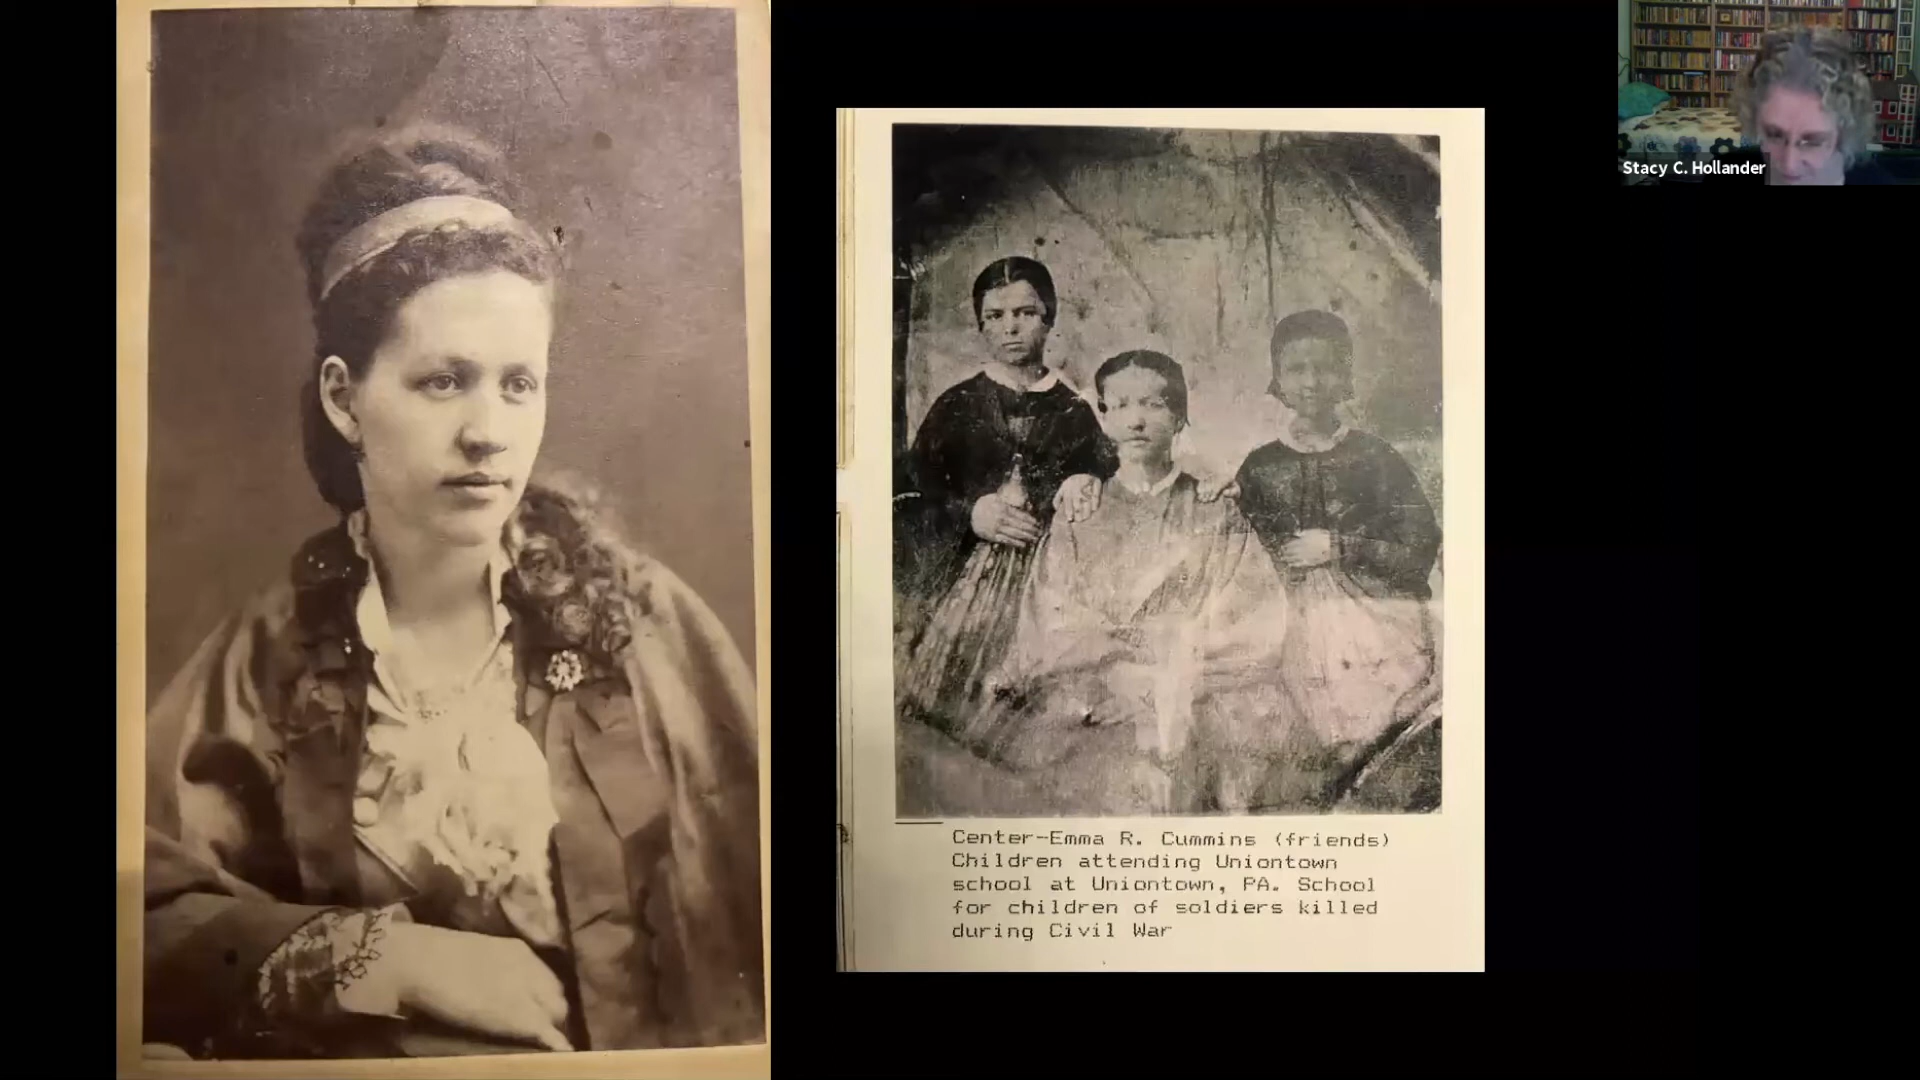 Stacy C. Hollander
Center-Emma R. Cummins (friends)
Children attending Uniontown
school at Uniontown, PA. School
for children of soldiers killed
during Civil War